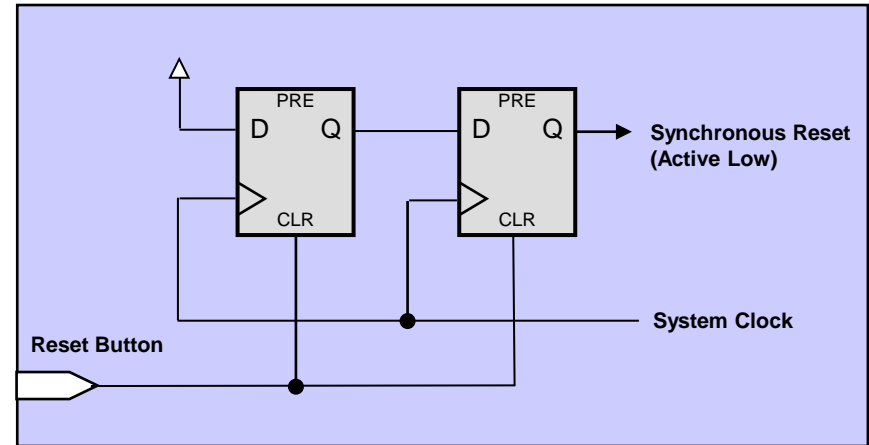 PRE
PRE
D
Q
D
Q
Synchronous Reset
(Active Low)
CLR
CLR
System Clock
Reset Button